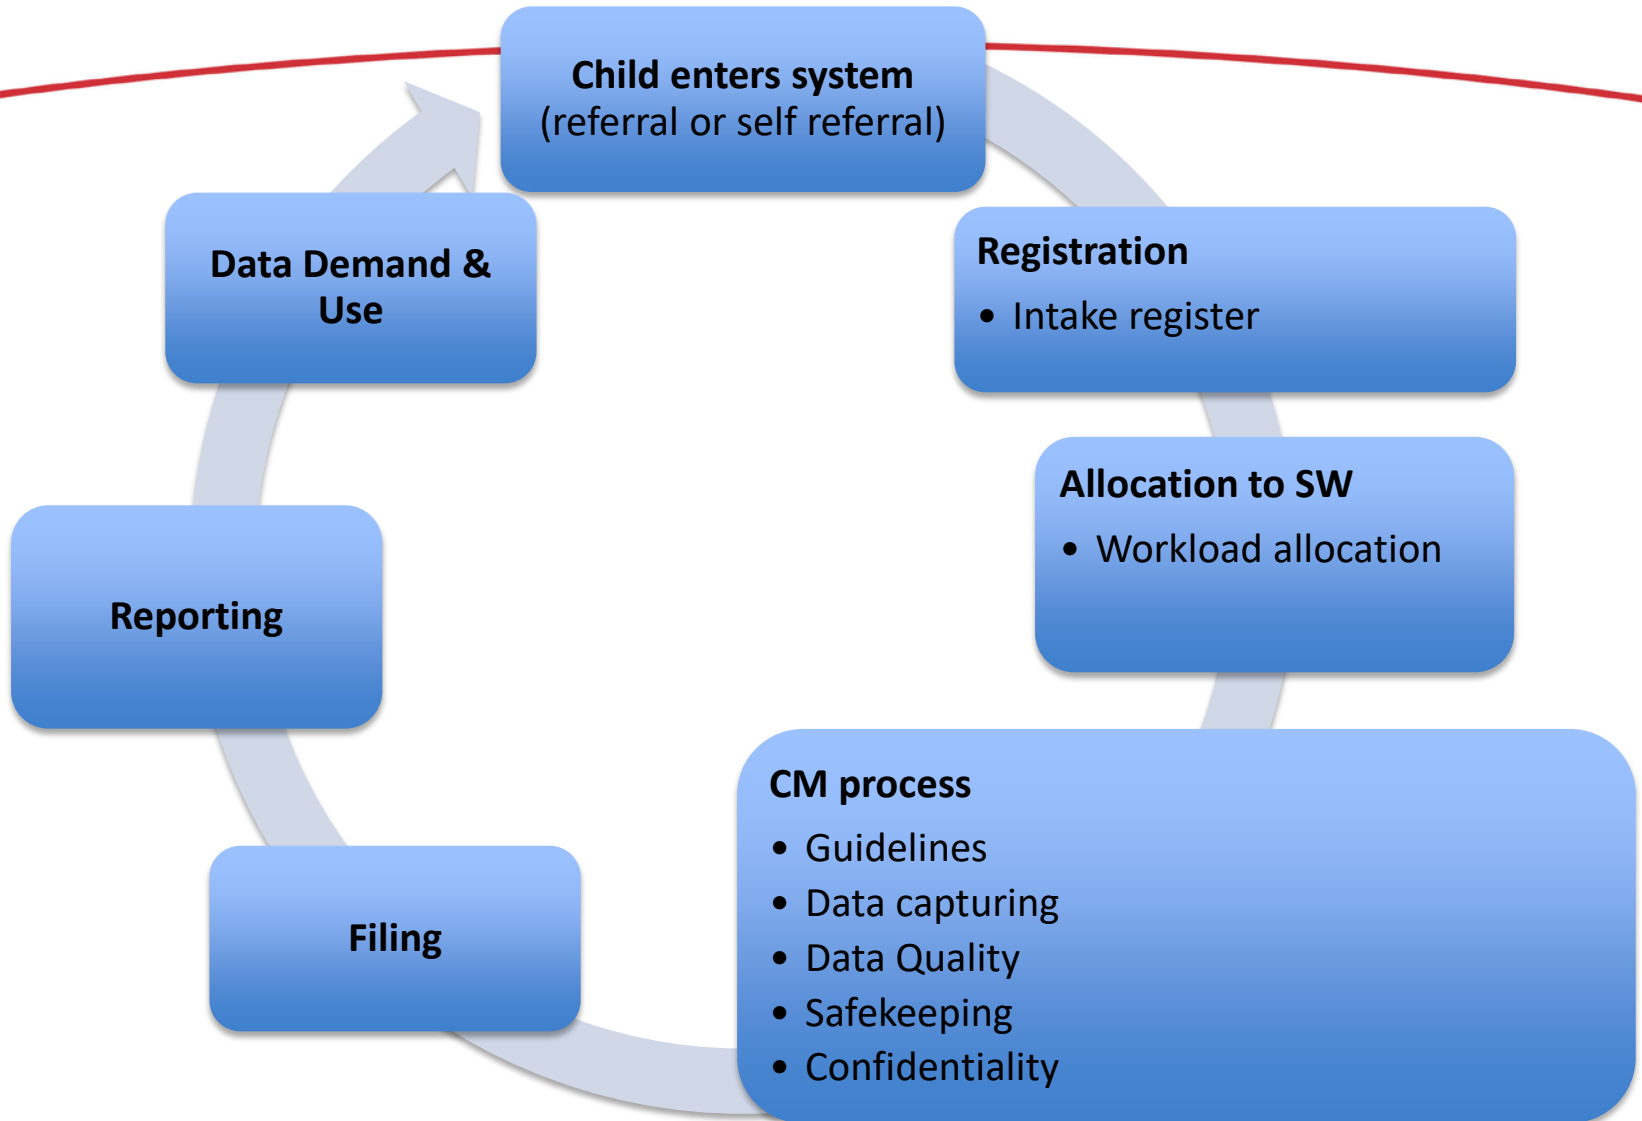 Child enters system
(referral or self referral)
Registration
• Intake register
Allocation to SW
• Workload allocation
CM process
• Guidelines
• Data capturing
• Data Quality
• Safekeeping
• Confidentiality
Filing
Reporting
Data Demand &
Use